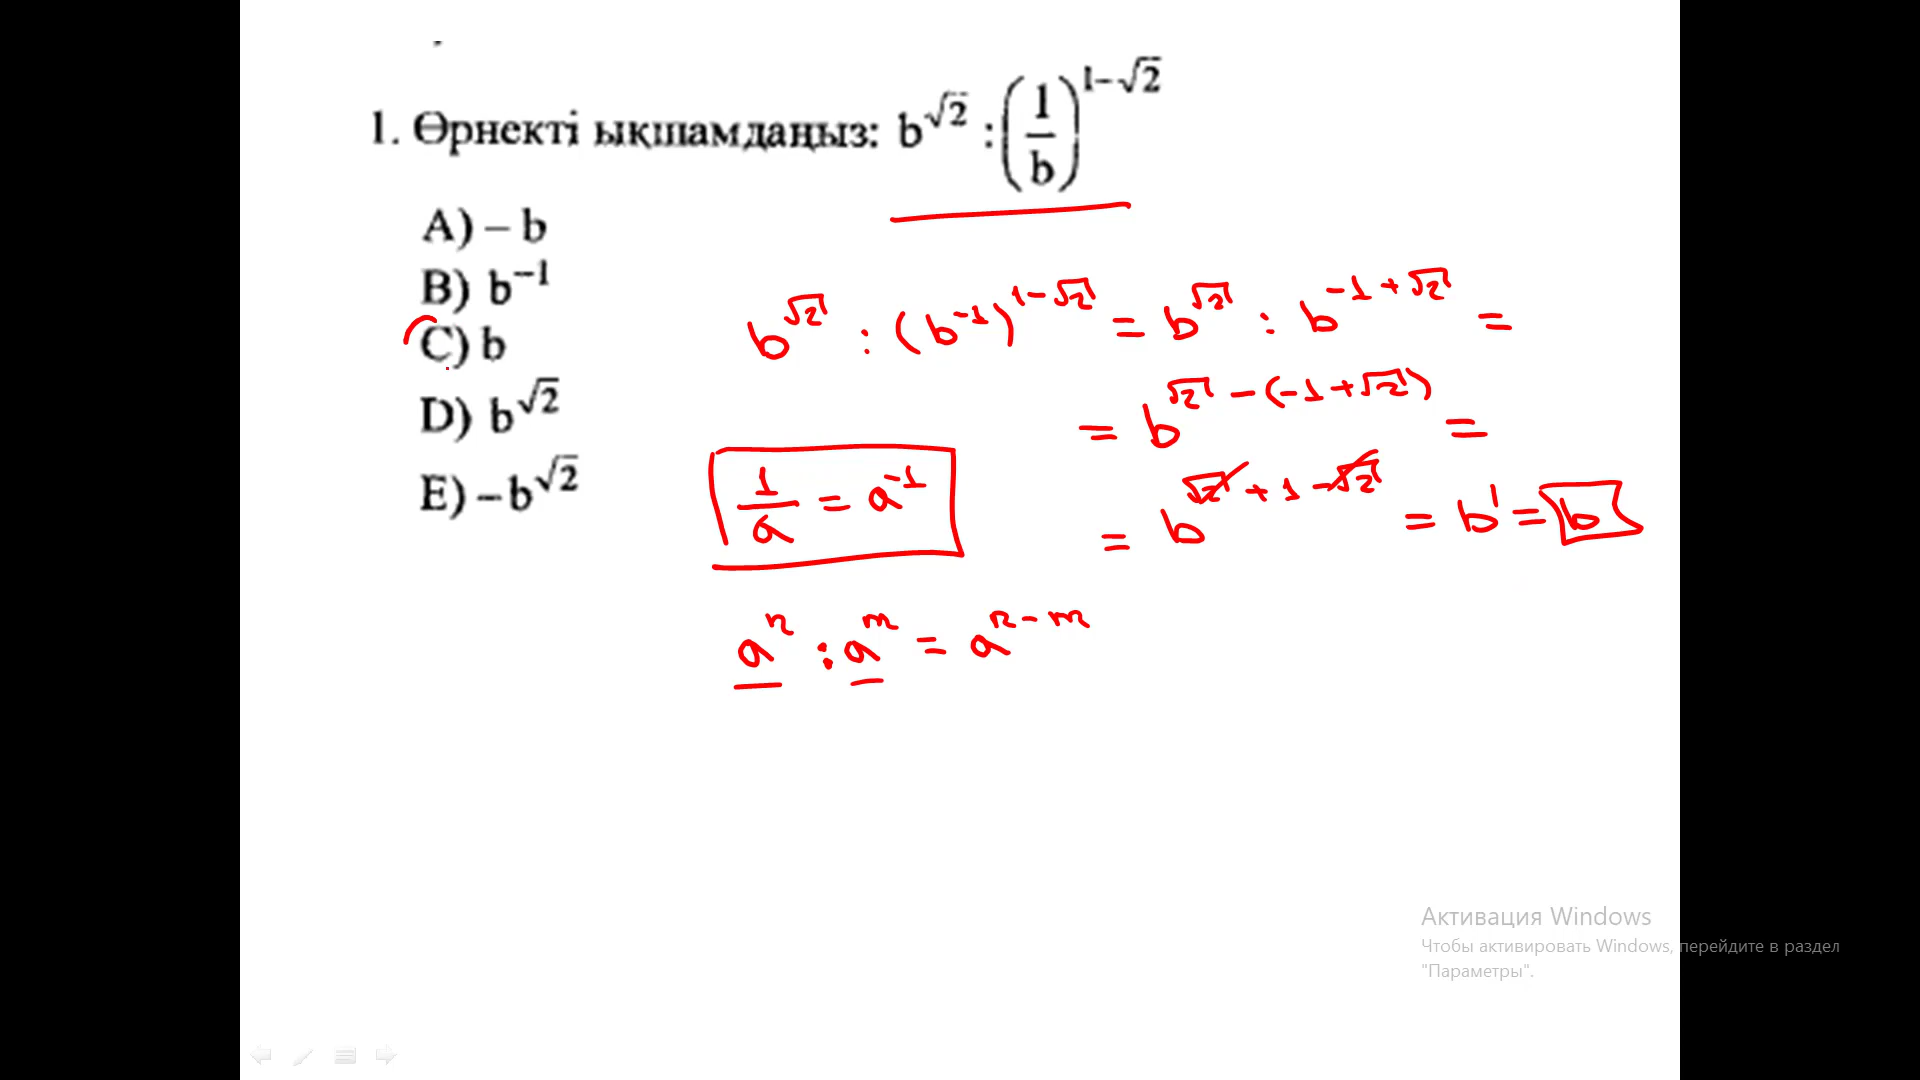 1. Өрнекті ықшамдаңыз: b^√2 : (1/b)^(1-√2)
A) – b
B) b^–1
C) b
D) b^√2
E) – b^√2
b^√2 : (b^-1)^(1-√2) = b^√2 : b^(-1+√2) =
= b^(√2-(-1+√2)) =
= b^(√2+1-√2) = b^1 = b
1/a = a^-1
a^n : a^m = a^(n-m)
Активация Windows
Чтобы активировать Windows, перейдите в раздел
"Параметры".